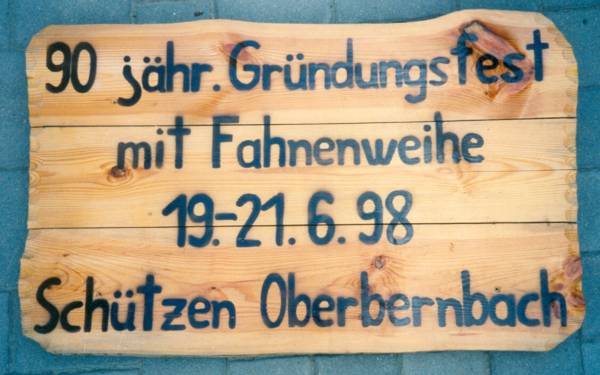 90 jähr. Gründungsfest
mit Fahnenweihe
19.-21.6.98
Schützen Oberbernbach